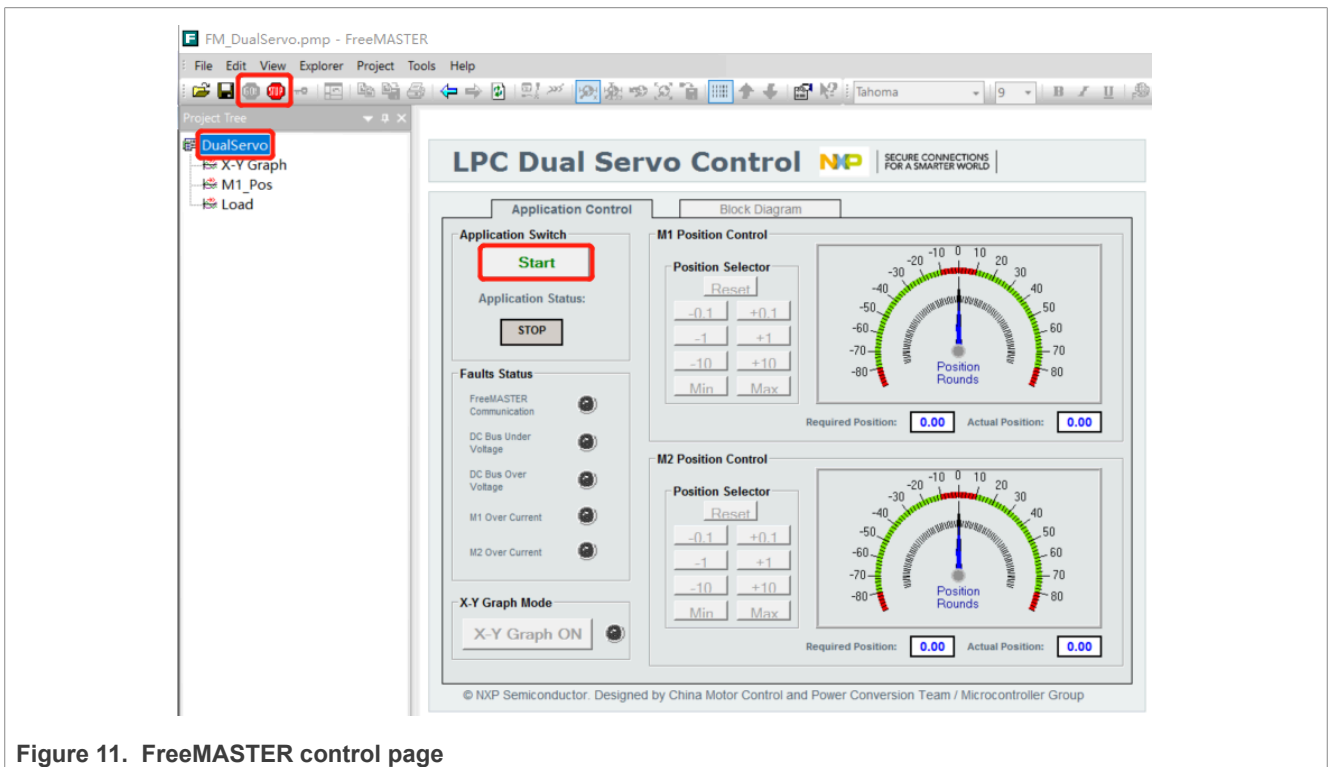 FM_DualServo.pmp - FreeMASTER
File Edit View Explorer Project Tools Help
GO STOP Tahoma 9 B I U
Project Tree
DualServo
X-Y Graph
M1_Pos
Load
LPC Dual Servo Control NXP SECURE CONNECTIONS
FOR A SMARTER WORLD
Application Control Block Diagram
Application Switch
Start
Application Status:
STOP
Faults Status
FreeMASTER
Communication
DC Bus Under
Voltage
DC Bus Over
Voltage
M1 Over Current
M2 Over Current
X-Y Graph Mode
X-Y Graph ON
M1 Position Control
Position Selector
Reset
-0.1 +0.1
-1 +1
-10 +10
Min Max
-80 -70 -60 -50 -40 -30 -20 -10 0 10 20 30 40 50 60 70 80
Position
Rounds
Required Position: 0.00 Actual Position: 0.00
M2 Position Control
Position Selector
Reset
-0.1 +0.1
-1 +1
-10 +10
Min Max
-80 -70 -60 -50 -40 -30 -20 -10 0 10 20 30 40 50 60 70 80
Position
Rounds
Required Position: 0.00 Actual Position: 0.00
© NXP Semiconductor. Designed by China Motor Control and Power Conversion Team / Microcontroller Group
Figure 11. FreeMASTER control page